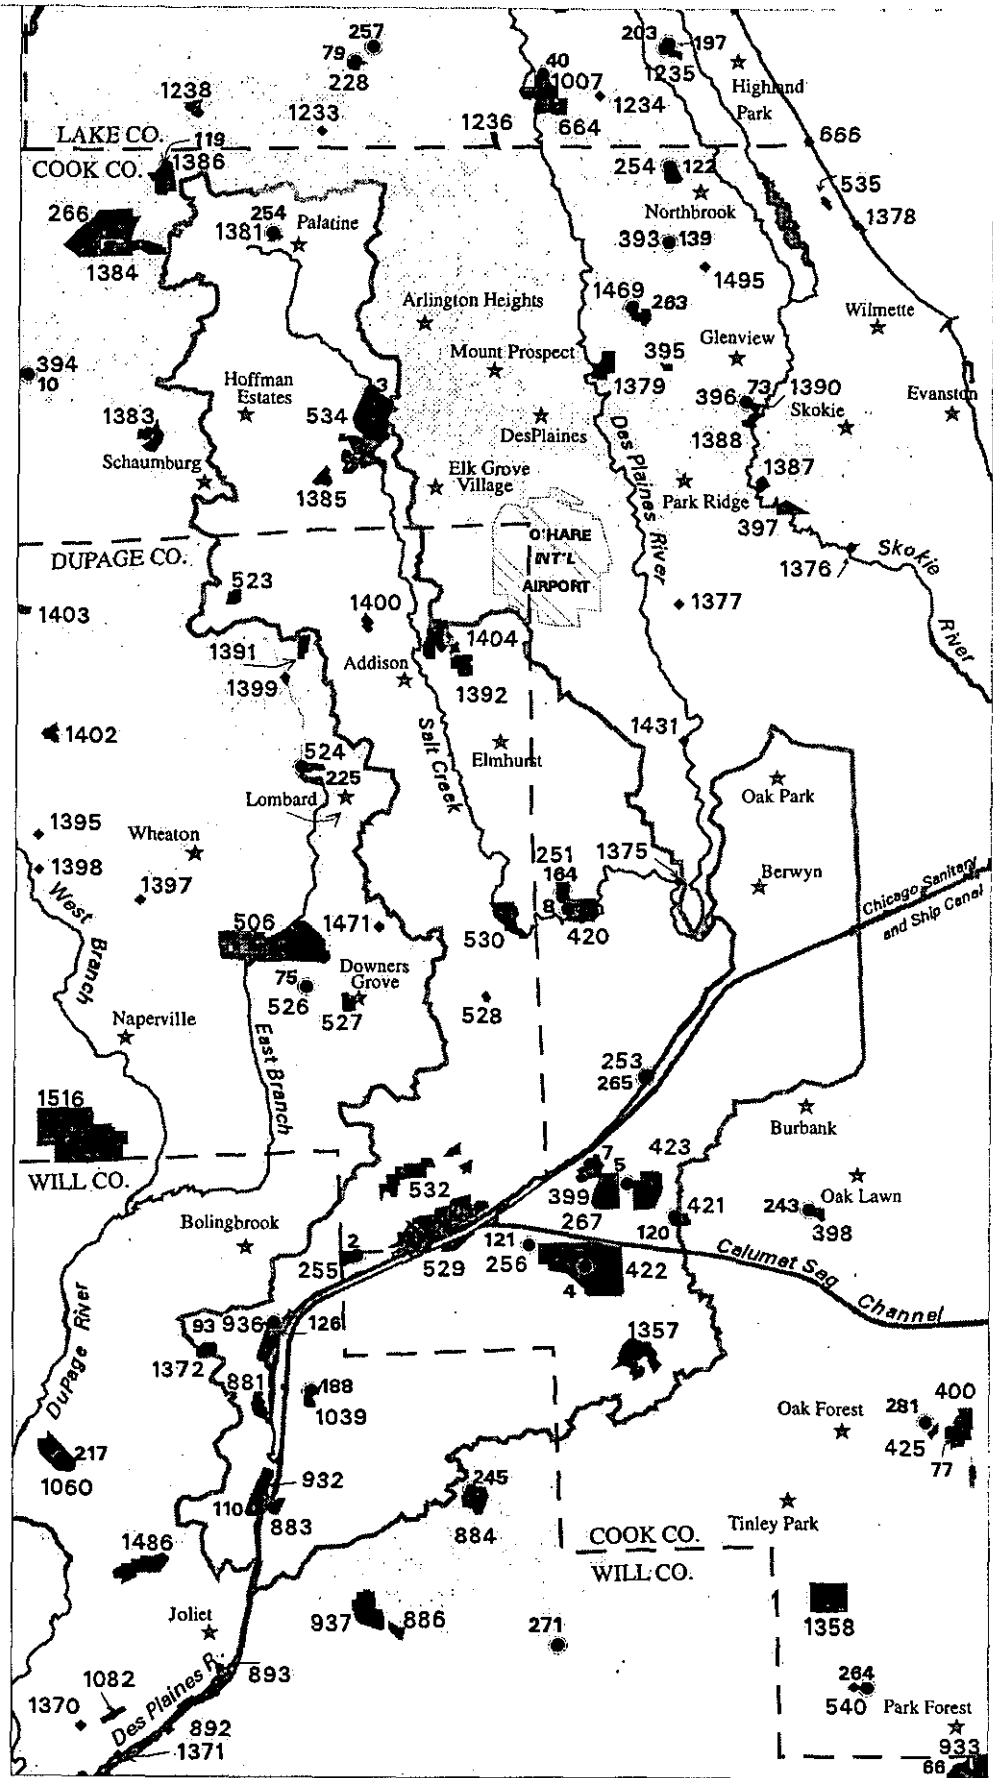 257
203
197
79
228
40
1007
1235
Highland
Park
1238
1233
1234
664
1236
666
LAKE CO.
COOK CO.
119
1386
254
122
535
Northbrook
1378
266
254
1381
Palatine
393
139
1384
1495
1469
263
Arlington Heights
Wilmette
Glenview
Mount Prospect
395
394
10
Hoffman
Estates
3
1379
73
1390
396
Skokie
Evanston
1383
534
DesPlaines
Des Plaines River
1388
Schaumburg
Elk Grove
Village
1387
1385
Park Ridge
397
DUPAGE CO.
O'HARE
INT'L
AIRPORT
Skokie
River
1376
523
1400
1403
1377
1404
1391
Addison
1399
1392
1402
Salt Creek
1431
524
Elmhurst
225
Lombard
Oak Park
1395
Wheaton
1398
251
164
1375
Berwyn
Chicago Sanitary
and Ship Canal
1397
West
Branch
506
1471
8
530
420
75
Downers
Grove
526
527
528
Naperville
East Branch
253
265
1516
Burbank
WILL CO.
7
5
423
532
399
267
Oak Lawn
243
421
398
Bolingbrook
120
121
2
255
529
256
422
4
Calumet Sag
Channel
DuPage River
93
936
126
1372
1357
881
188
1039
400
Oak Forest
281
425
77
217
1060
932
245
110
883
884
Tinley Park
COOK CO.
WILL CO.
1486
937
886
1358
Joliet
271
893
264
1082
1370
Des Plaines R.
540
Park Forest
892
933
1371
66